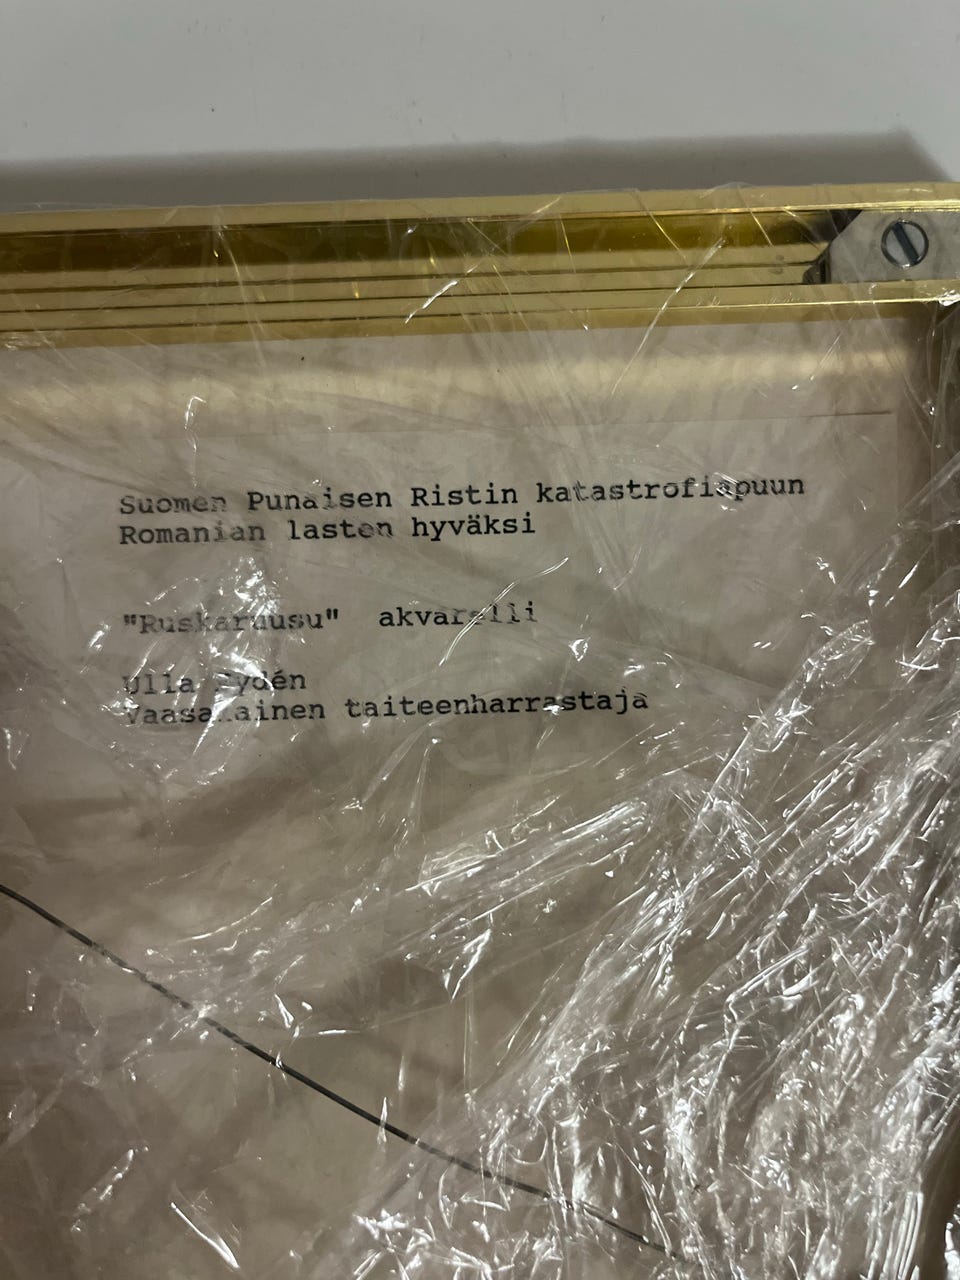 Suomen Punaisen Ristin katastrofiapuun
Romanian lasten hyväksi
"Ruskaruusu" akvarelli
Ulla
Vaasalainen taiteenharrastaja